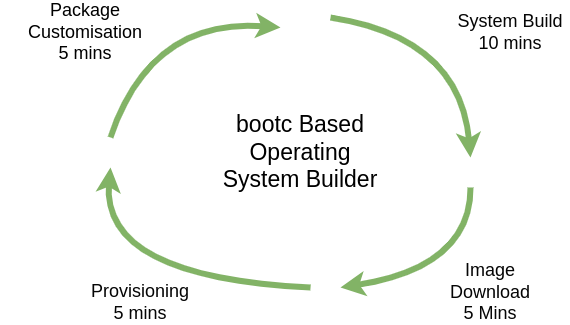 Package
Customisation
5 mins
System Build
10 mins
bootc Based
Operating
System Builder
Image
Download
5 Mins
Provisioning
5 mins